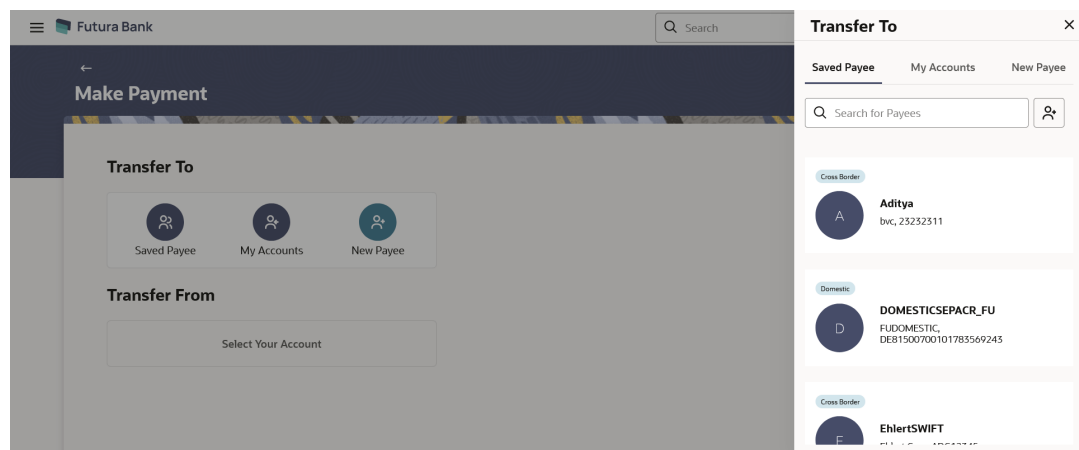 Futura Bank
Search
Make Payment
Transfer To
Saved Payee
My Accounts
New Payee
Transfer From
Select Your Account
Transfer To
Saved Payee
My Accounts
New Payee
Search for Payees
Cross Border
A
Aditya
bvc, 23232311
Domestic
D
DOMESTICSEPACR_FU
FUDOMESTIC,
DE81500700101783569243
Cross Border
E
EhlertSWIFT